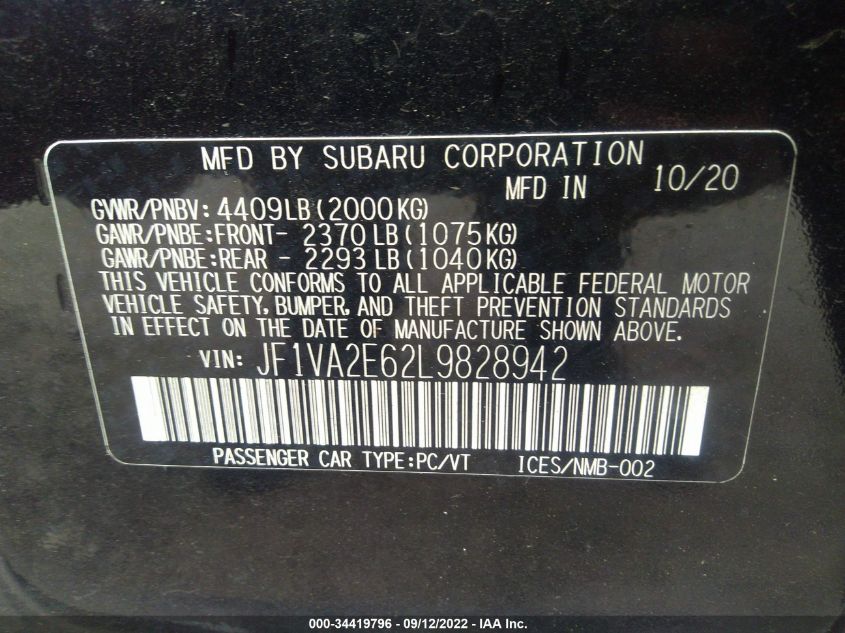 MFD BY SUBARU CORPORATION
MFD IN 10/20
GVWR/PNBV: 4409LB(2000KG)
GAWR/PNBE:FRONT- 2370 LB(1075KG)
GAWR/PNBE:REAR - 2293 LB(1040KG)
THIS VEHICLE CONFORMS TO ALL APPLICABLE FEDERAL MOTOR
VEHICLE SAFETY, BUMPER, AND THEFT PREVENTION STANDARDS
IN EFFECT ON THE DATE OF MANUFACTURE SHOWN ABOVE.
VIN: JF1VA2E62L9828942
PASSENGER CAR TYPE:PC/VT ICES/NMB-002
000-34419796 - 09/12/2022 - IAA Inc.